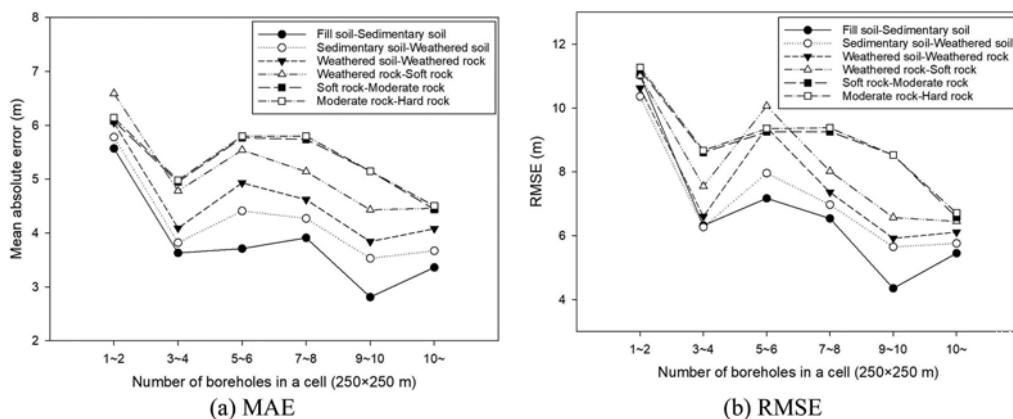 8
7
6
5
4
3
2
Mean absolute error (m)
Fill soil-Sedimentary soil
Sedimentary soil-Weathered soil
Weathered soil-Weathered rock
Weathered rock-Soft rock
Soft rock-Moderate rock
Moderate rock-Hard rock
1~2 3~4 5~6 7~8 9~10 10~
Number of boreholes in a cell (250×250 m)
(a) MAE
12
10
8
6
4
RMSE (m)
Fill soil-Sedimentary soil
Sedimentary soil-Weathered soil
Weathered soil-Weathered rock
Weathered rock-Soft rock
Soft rock-Moderate rock
Moderate rock-Hard rock
1~2 3~4 5~6 7~8 9~10 10~
Number of boreholes in a cell (250×250 m)
(b) RMSE